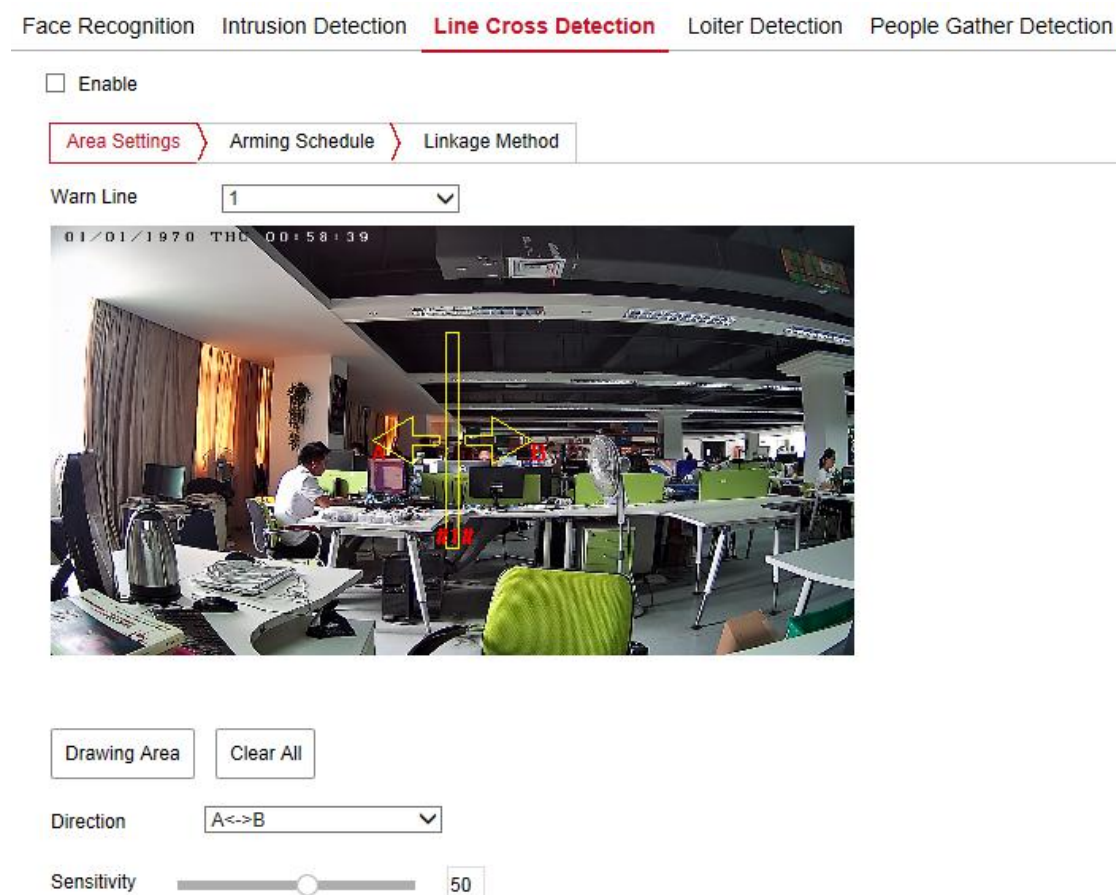 Face Recognition Intrusion Detection Line Cross Detection Loiter Detection People Gather Detection
Enable
Area Settings Arming Schedule Linkage Method
Warn Line 1
01/01/1970 THU 00:58:39
A B
#1#
Drawing Area Clear All
Direction A<->B
Sensitivity 50